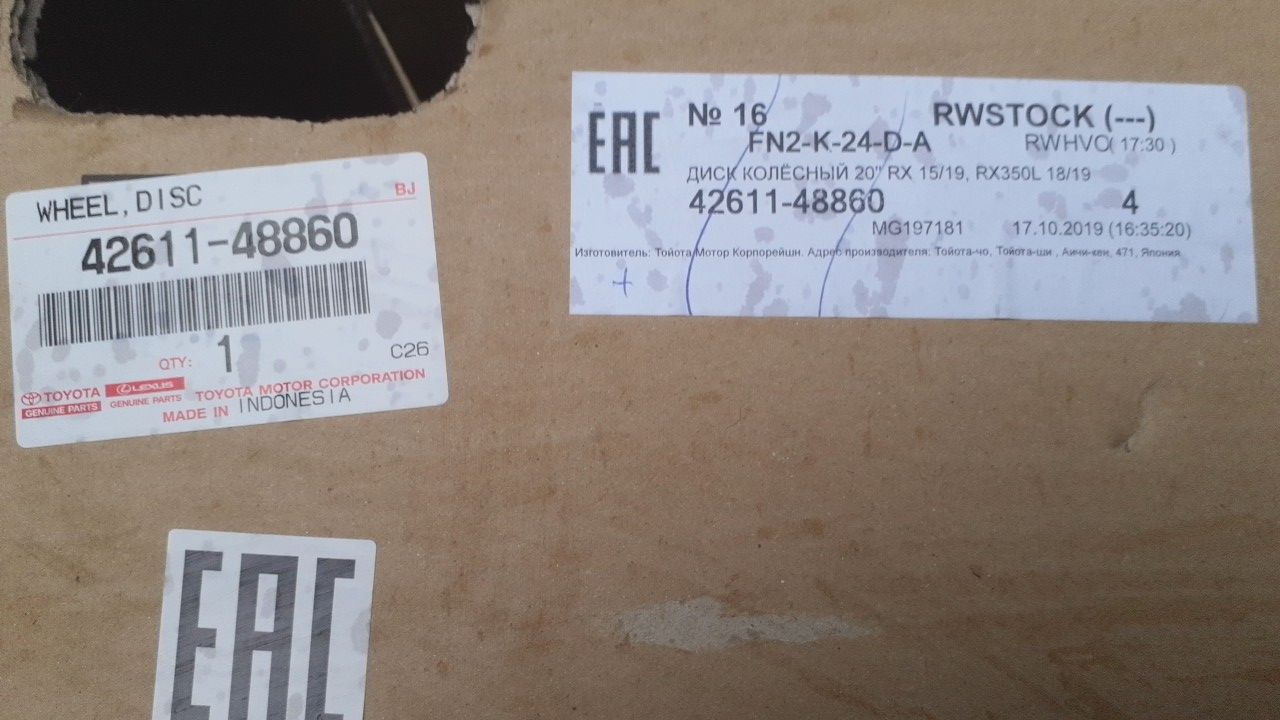 WHEEL, DISC
BJ
42611-48860
QTY: 1
C26
TOYOTA
GENUINE PARTS
LEXUS
GENUINE PARTS
TOYOTA MOTOR CORPORATION
MADE IN INDONESIA
EAC
№ 16
RWSTOCK (---)
FN2-K-24-D-A
RWHVO( 17:30 )
ДИСК КОЛЁСНЫЙ 20" RX 15/19, RX350L 18/19
42611-48860
4
MG197181
17.10.2019 (16:35:20)
Изготовитель: Тойота Мотор Корпорейшн. Адрес производителя: Тойота-чо, Тойота-ши , Аичи-кен, 471, Япония
+
EAC